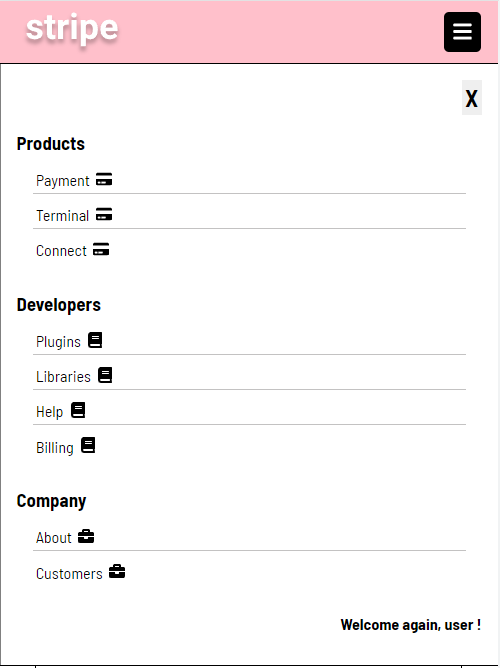 stripe
X
Products
Payment
Terminal
Connect
Developers
Plugins
Libraries
Help
Billing
Company
About
Customers
Welcome again, user !